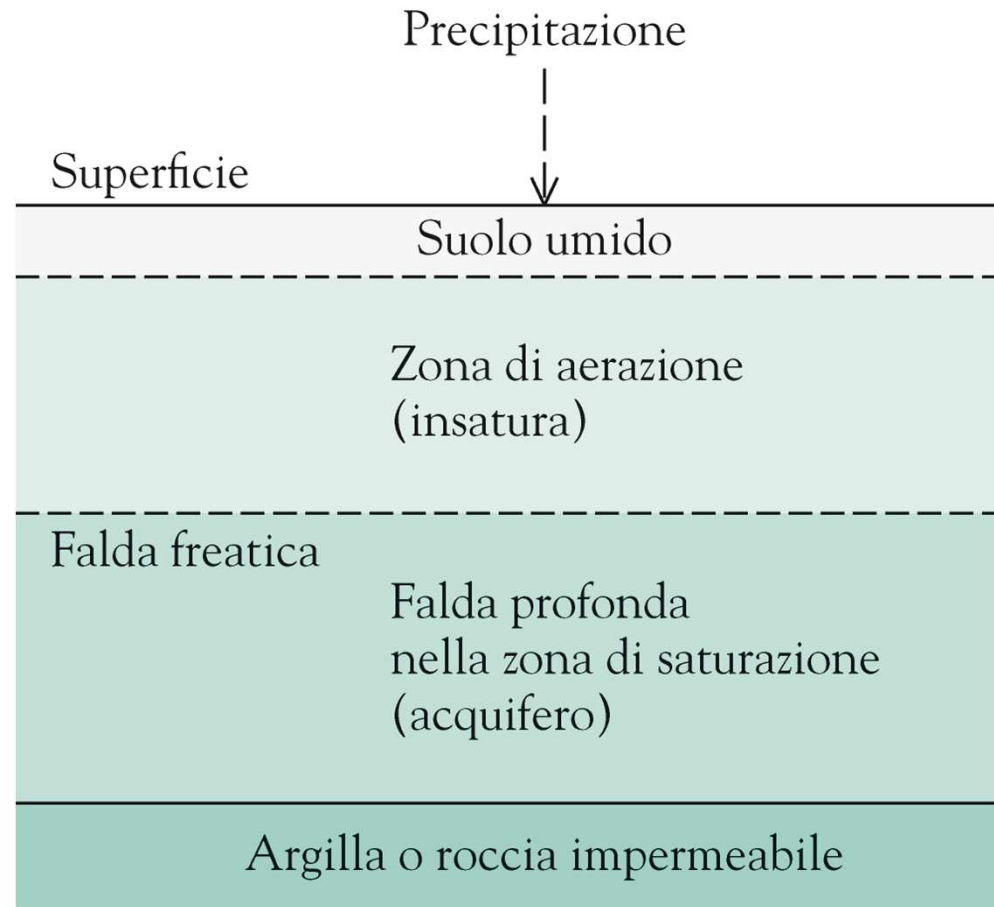 Precipitazione
Superficie
Suolo umido
Zona di aerazione
(insatura)
Falda freatica
Falda profonda
nella zona di saturazione
(acquifero)
Argilla o roccia impermeabile